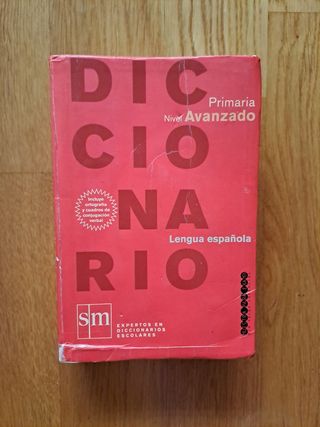 DIC
CIO
NA
RIO
Primaria
Nivel Avanzado
Incluye
ortografía
y cuadros de
conjugación
verbal
Lengua española
sm
EXPERTOS EN
DICCIONARIOS
ESCOLARES